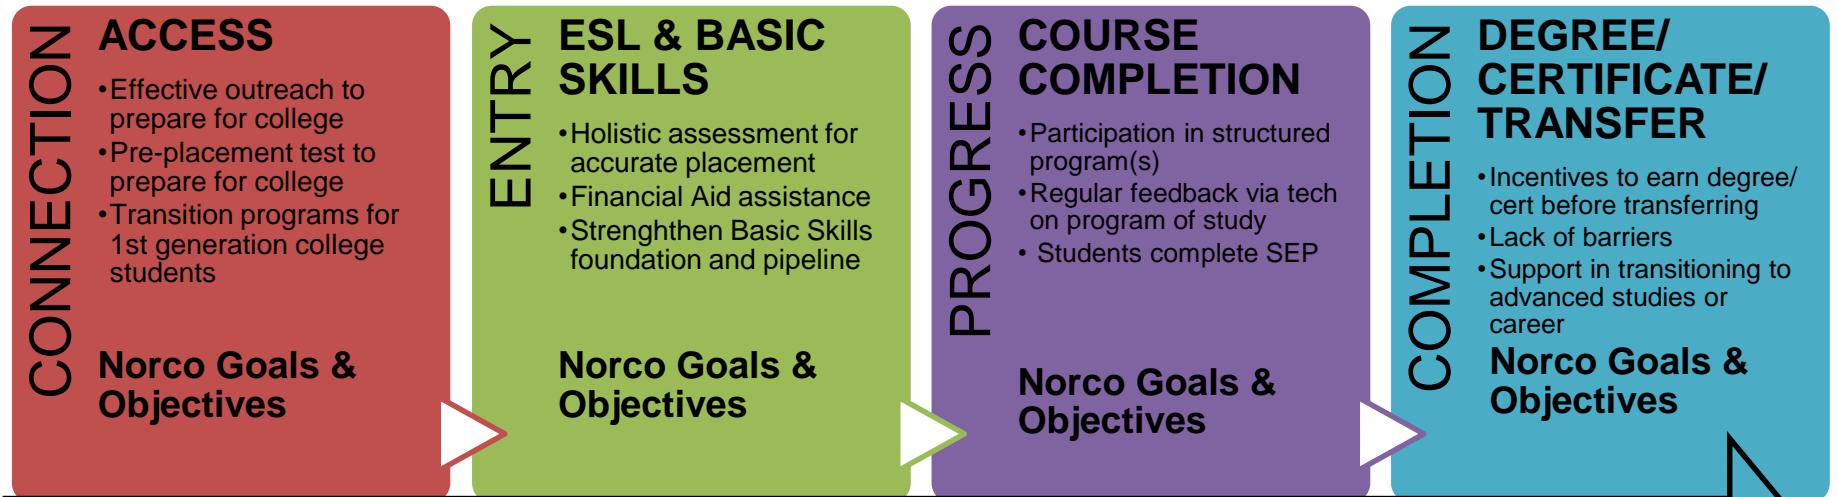 CONNECTION
ACCESS
•Effective outreach to
prepare for college
•Pre-placement test to
prepare for college
•Transition programs for
1st generation college
students
Norco Goals &
Objectives
ENTRY
ESL & BASIC
SKILLS
•Holistic assessment for
accurate placement
•Financial Aid assistance
•Strenghthen Basic Skills
foundation and pipeline
Norco Goals &
Objectives
PROGRESS
COURSE
COMPLETION
•Participation in structured
program(s)
•Regular feedback via tech
on program of study
• Students complete SEP
Norco Goals &
Objectives
COMPLETION
DEGREE/
CERTIFICATE/
TRANSFER
•Incentives to earn degree/
cert before transferring
•Lack of barriers
•Support in transitioning to
advanced studies or
career
Norco Goals &
Objectives